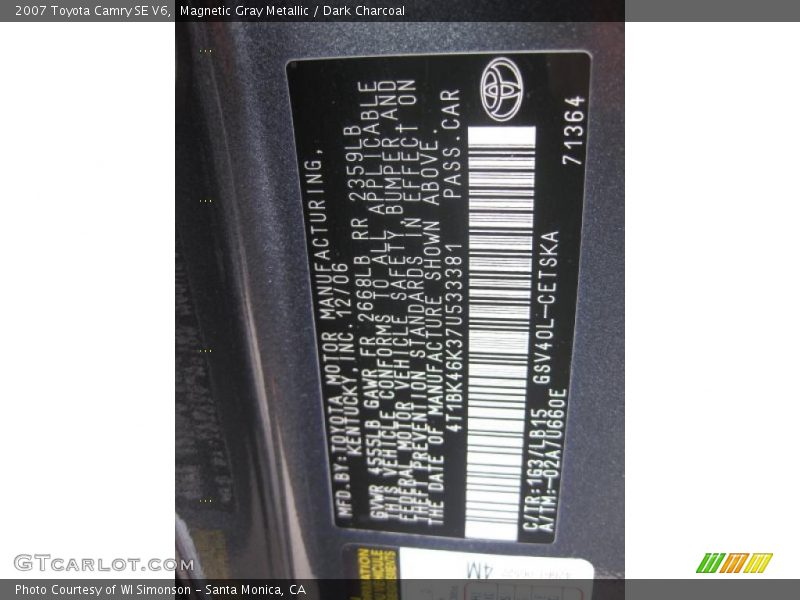 2007 Toyota Camry SE V6, Magnetic Gray Metallic / Dark Charcoal
MFD. BY: TOYOTA MOTOR MANUFACTURING,
KENTUCKY, INC. 12/06
GVWR 4555LB GAWR FR 2668LB RR 2359LB
THIS VEHICLE CONFORMS TO ALL APPLICABLE
FEDERAL MOTOR VEHICLE SAFETY, BUMPER, AND
THEFT PREVENTION STANDARDS IN EFFECT ON
THE DATE OF MANUFACTURE SHOWN ABOVE.
4T1BK46K37U533381 PASS. CAR
C/TR: 1G3/LB15 GSV40L-CETSKA 71364
A/TM: -02A/U660E
4M
GTCarLot.com
Photo Courtesy of WI Simonson – Santa Monica, CA